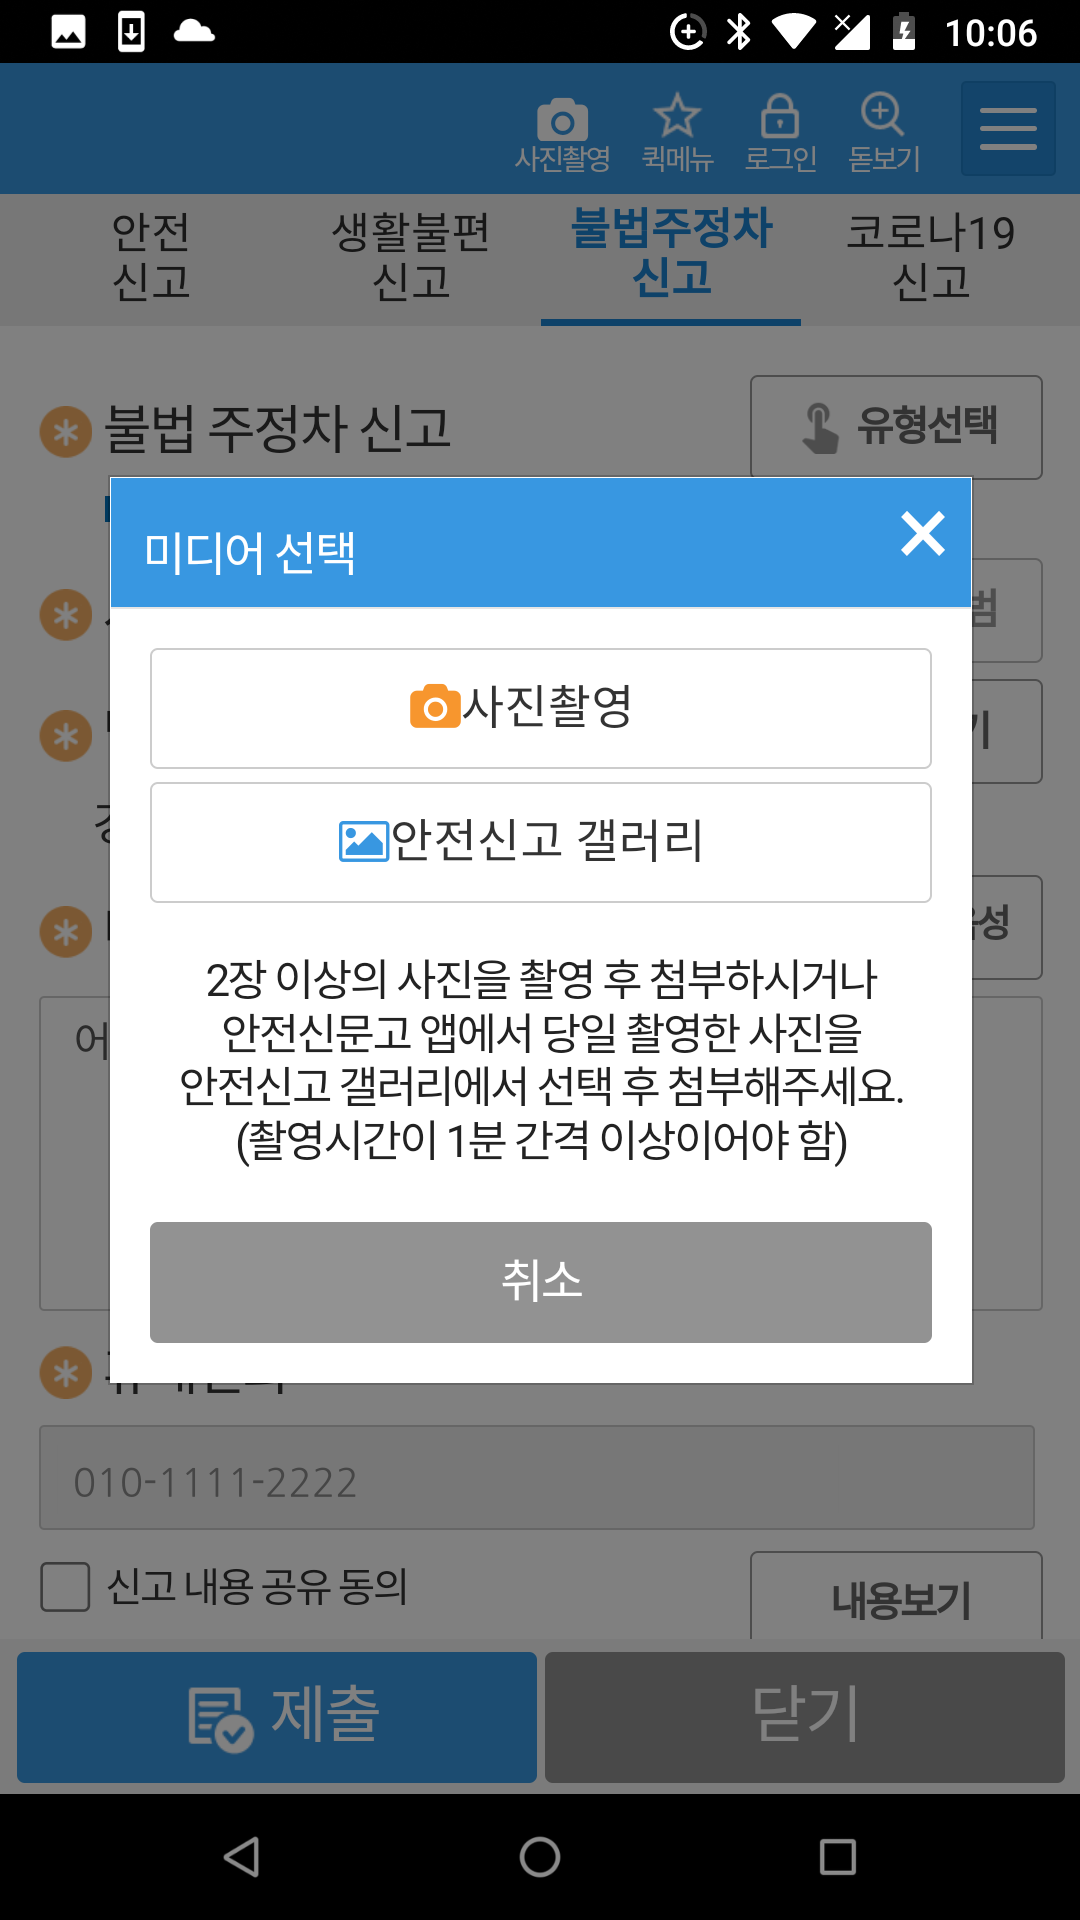 10:06
사진촬영 퀵메뉴 로그인 돋보기
안전 생활불편 불법주정차 코로나19
신고 신고 신고 신고
불법 주정차 신고 유형선택
미디어 선택
범
사진촬영
기
안전신고 갤러리
성
어
2장 이상의 사진을 촬영 후 첨부하시거나
안전신문고 앱에서 당일 촬영한 사진을
안전신고 갤러리에서 선택 후 첨부해주세요.
(촬영시간이 1분 간격 이상이어야 함)
취소
010-1111-2222
신고 내용 공유 동의 내용보기
제출 닫기